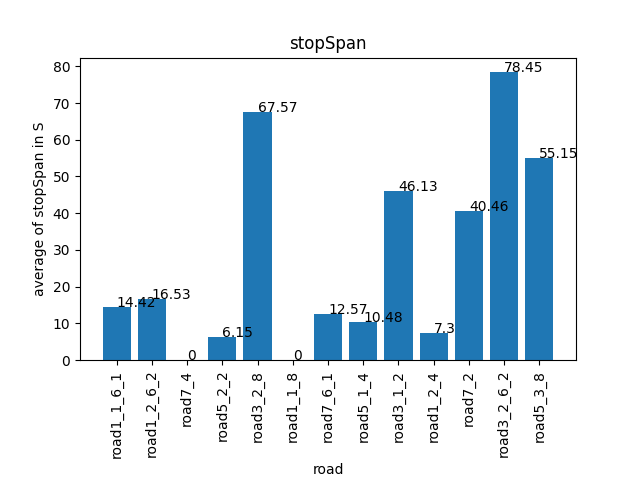 stopSpan
average of stopSpan in S
80
70
60
50
40
30
20
10
0
14.42
16.53
0
6.15
67.57
0
12.57
10.48
46.13
7.3
40.46
78.45
55.15
road1_1_6_1
road1_2_6_2
road7_4
road5_2_2
road3_2_8
road1_1_8
road7_6_1
road5_1_4
road3_1_2
road1_2_4
road7_2
road3_2_6_2
road5_3_8
road